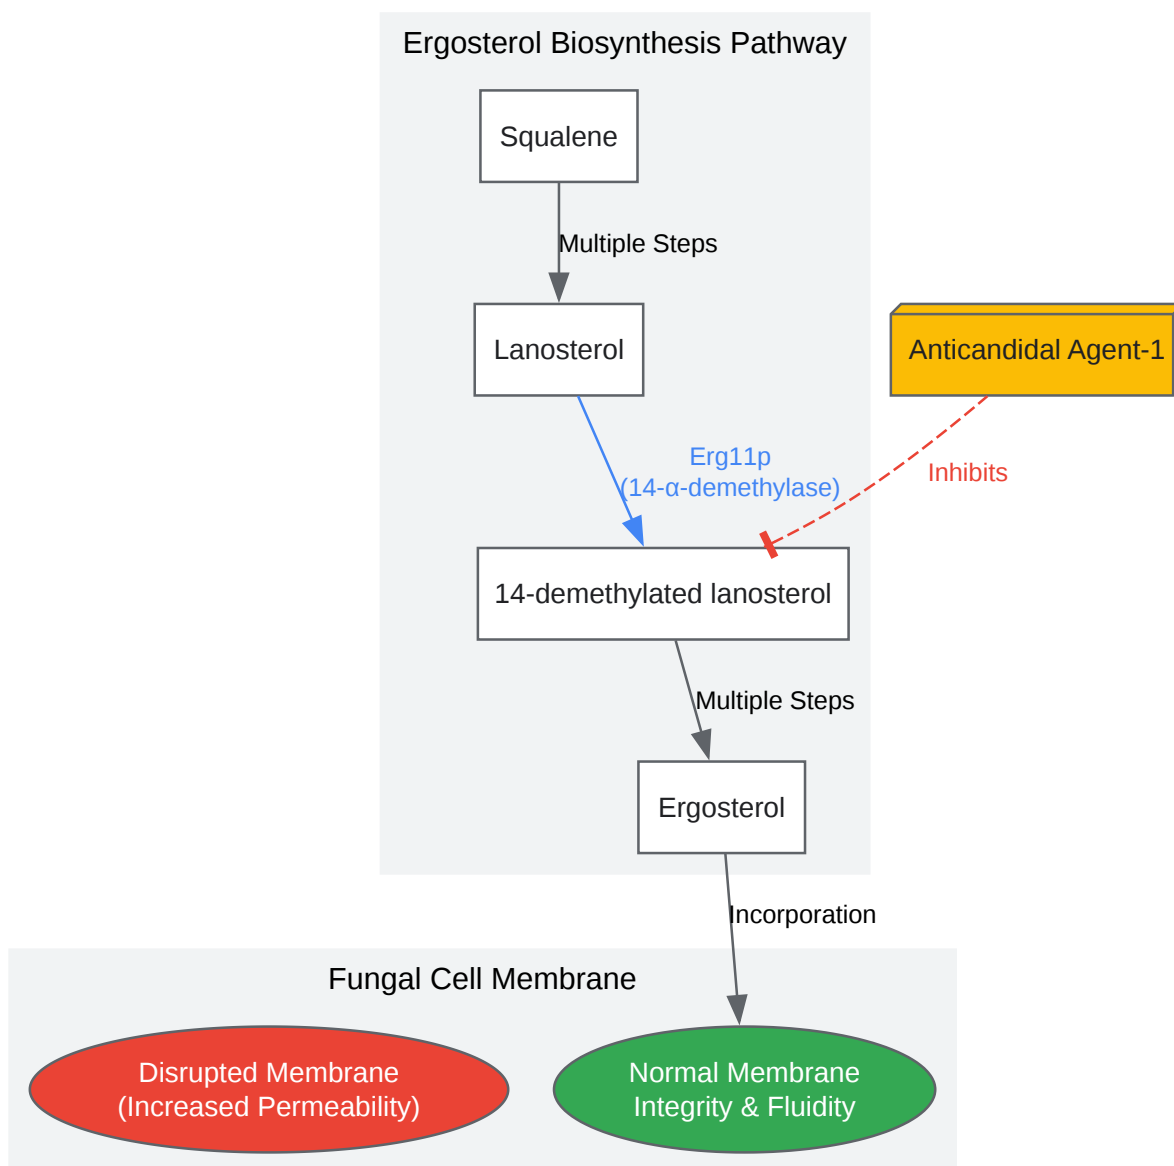 Ergosterol Biosynthesis Pathway
Squalene
Multiple Steps
Lanosterol
Anticandidal Agent-1
Erg11p
(14-α-demethylase)
Inhibits
14-demethylated lanosterol
Multiple Steps
Ergosterol
Incorporation
Fungal Cell Membrane
Disrupted Membrane
(Increased Permeability)
Normal Membrane
Integrity & Fluidity